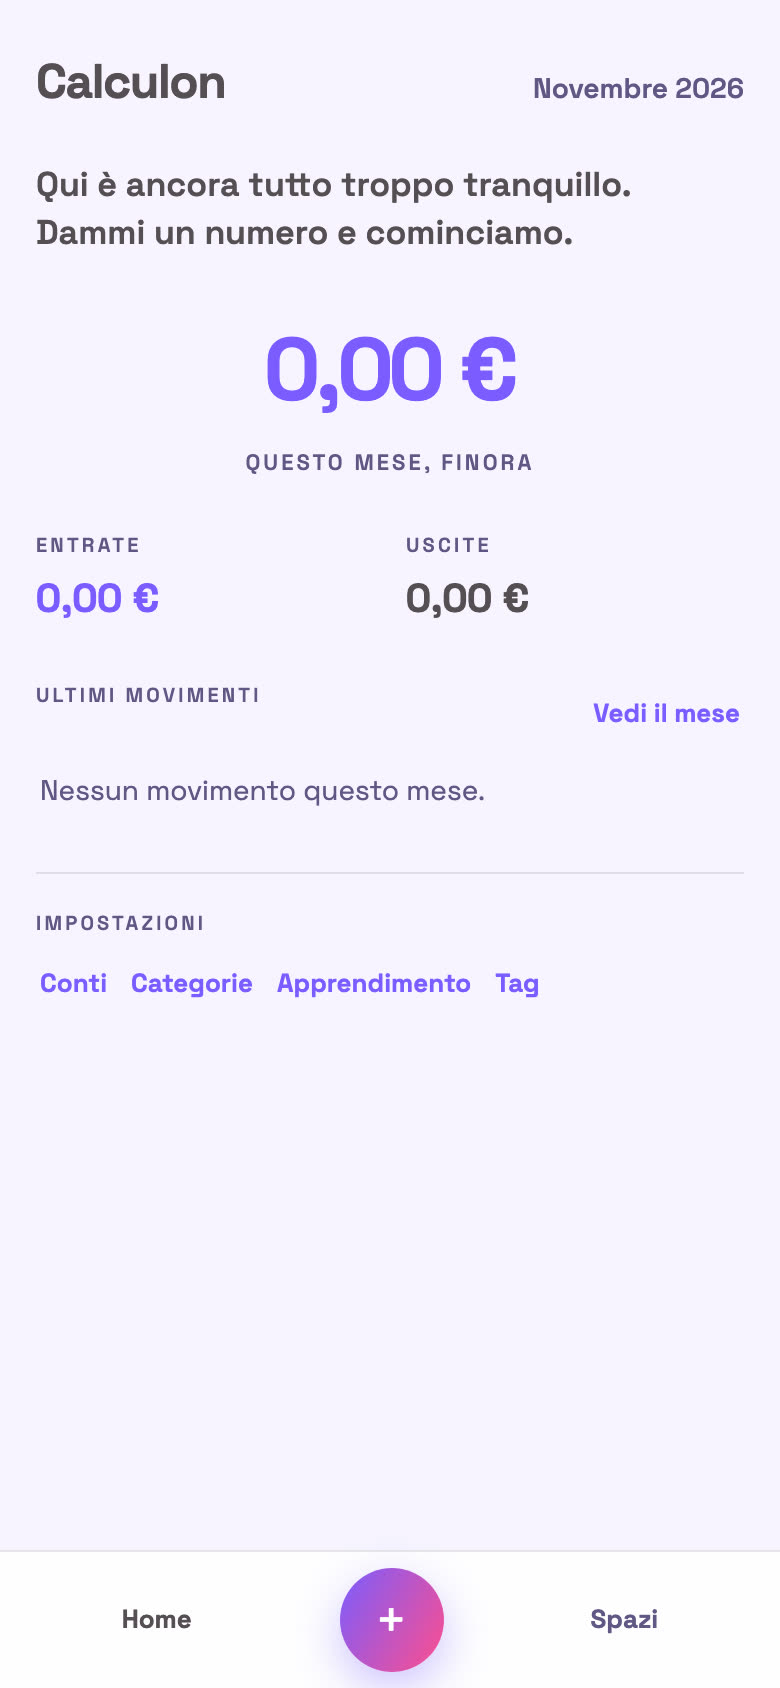 Calculon
Novembre 2026
Qui è ancora tutto troppo tranquillo.
Dammi un numero e cominciamo.
0,00 €
QUESTO MESE, FINORA
ENTRATE
USCITE
0,00 €
0,00 €
ULTIMI MOVIMENTI
Vedi il mese
Nessun movimento questo mese.
IMPOSTAZIONI
Conti Categorie Apprendimento Tag
Home
+
Spazi